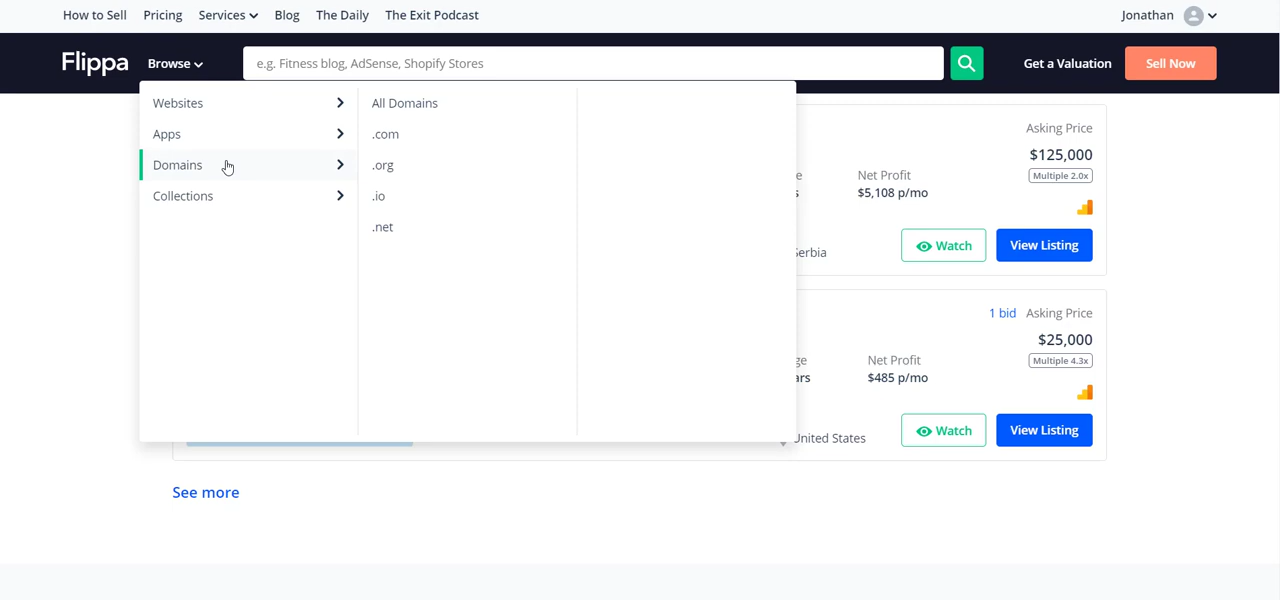 How to Sell Pricing Services Blog The Daily The Exit Podcast Jonathan
Flippa Browse e.g. Fitness blog, AdSense, Shopify Stores Get a Valuation Sell Now
Websites
Apps
Domains
Collections
All Domains
.com
.org
.io
.net
Asking Price
$125,000
Multiple 2.0x
Net Profit
$5,108 p/mo
Serbia
Watch View Listing
1 bid Asking Price
$25,000
Multiple 4.3x
Net Profit
$485 p/mo
United States
Watch View Listing
See more